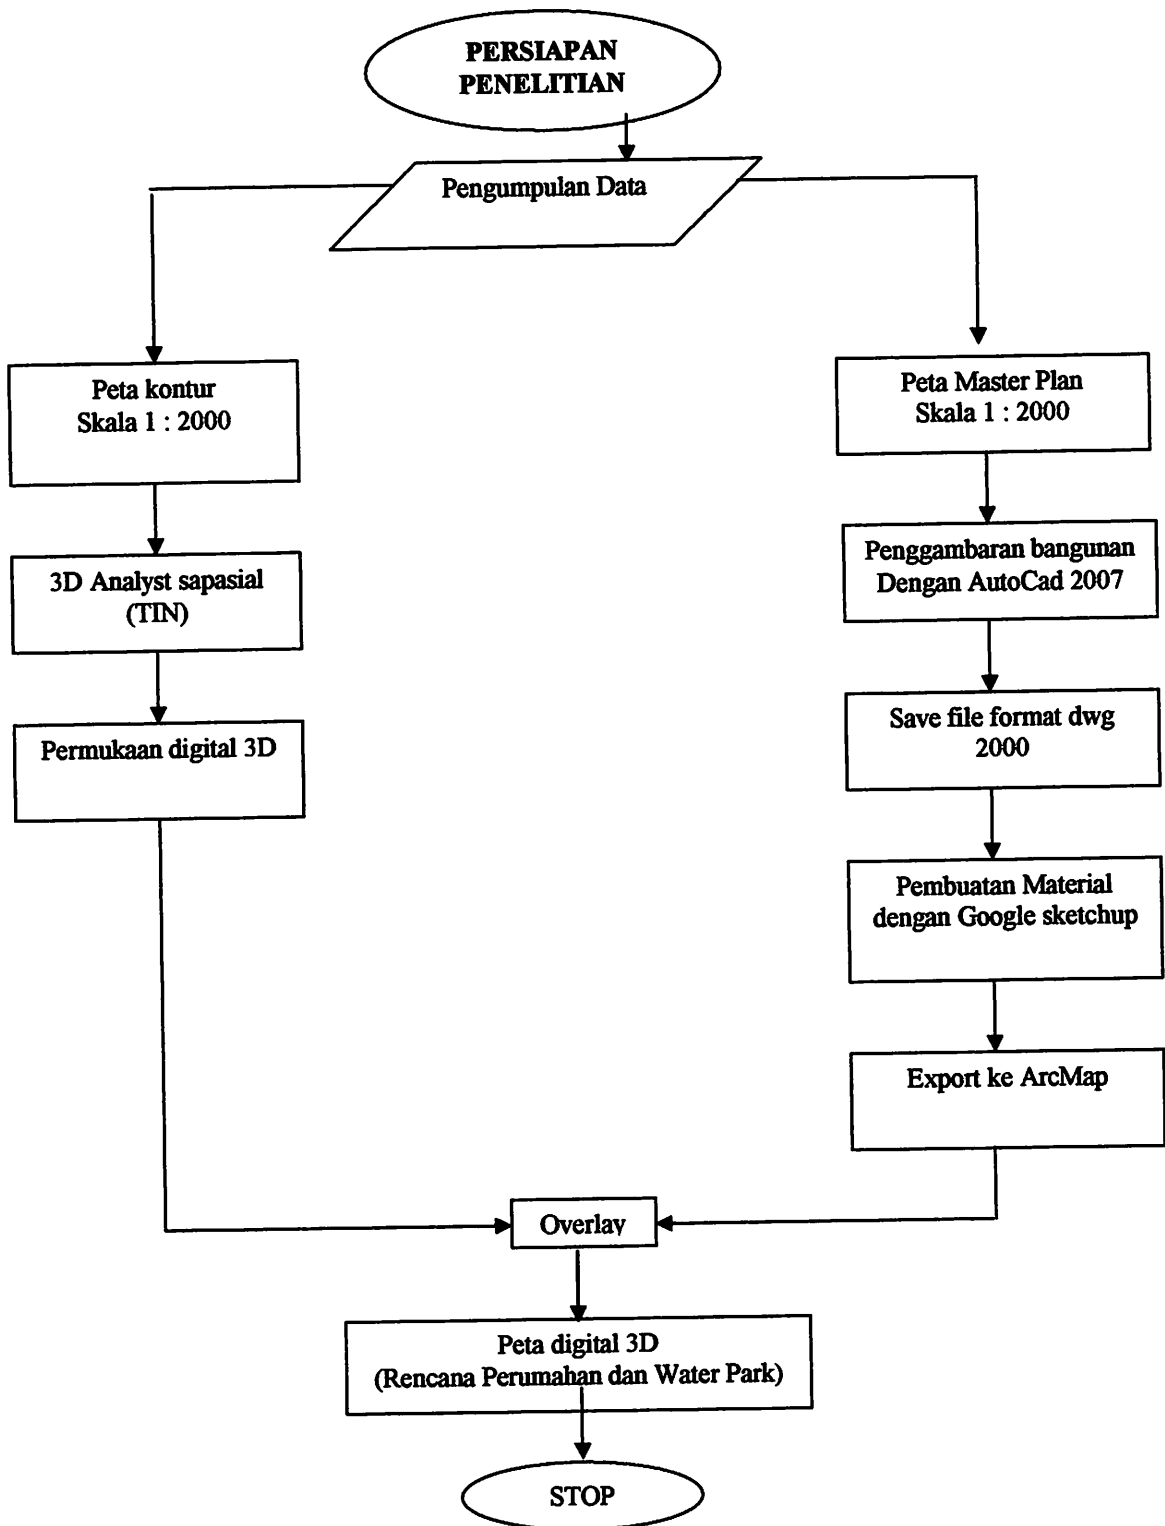 PERSIAPAN
PENELITIAN
Pengumpulan Data
Peta kontur
Skala 1 : 2000
3D Analyst sapasial
(TIN)
Permukaan digital 3D
Peta Master Plan
Skala 1 : 2000
Penggambaran bangunan
Dengan AutoCad 2007
Save file format dwg
2000
Pembuatan Material
dengan Google sketchup
Export ke ArcMap
Overlay
Peta digital 3D
(Rencana Perumahan dan Water Park)
STOP